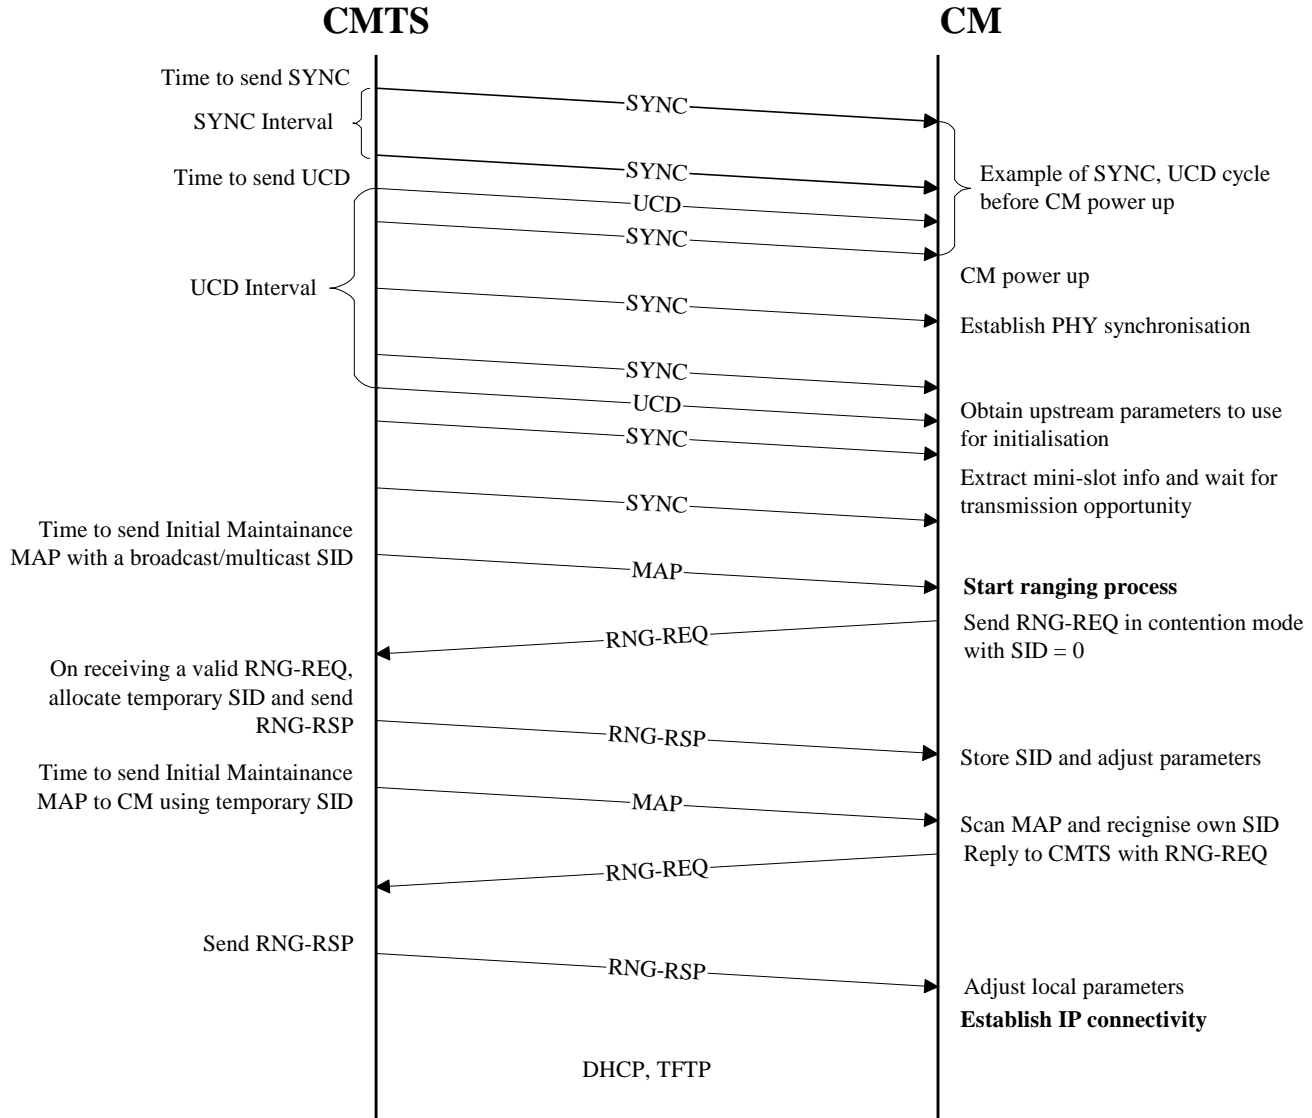 CMTS
CM
Time to send SYNC
SYNC
SYNC Interval
SYNC
Time to send UCD
Example of SYNC, UCD cycle
before CM power up
UCD
SYNC
CM power up
UCD Interval
SYNC
Establish PHY synchronisation
SYNC
UCD
Obtain upstream parameters to use
for initialisation
SYNC
Extract mini-slot info and wait for
transmission opportunity
SYNC
Time to send Initial Maintainance
MAP with a broadcast/multicast SID
MAP
Start ranging process
Send RNG-REQ in contention mode
with SID = 0
RNG-REQ
On receiving a valid RNG-REQ,
allocate temporary SID and send
RNG-RSP
RNG-RSP
Store SID and adjust parameters
Time to send Initial Maintainance
MAP to CM using temporary SID
MAP
Scan MAP and recignise own SID
Reply to CMTS with RNG-REQ
RNG-REQ
Send RNG-RSP
RNG-RSP
Adjust local parameters
Establish IP connectivity
DHCP, TFTP